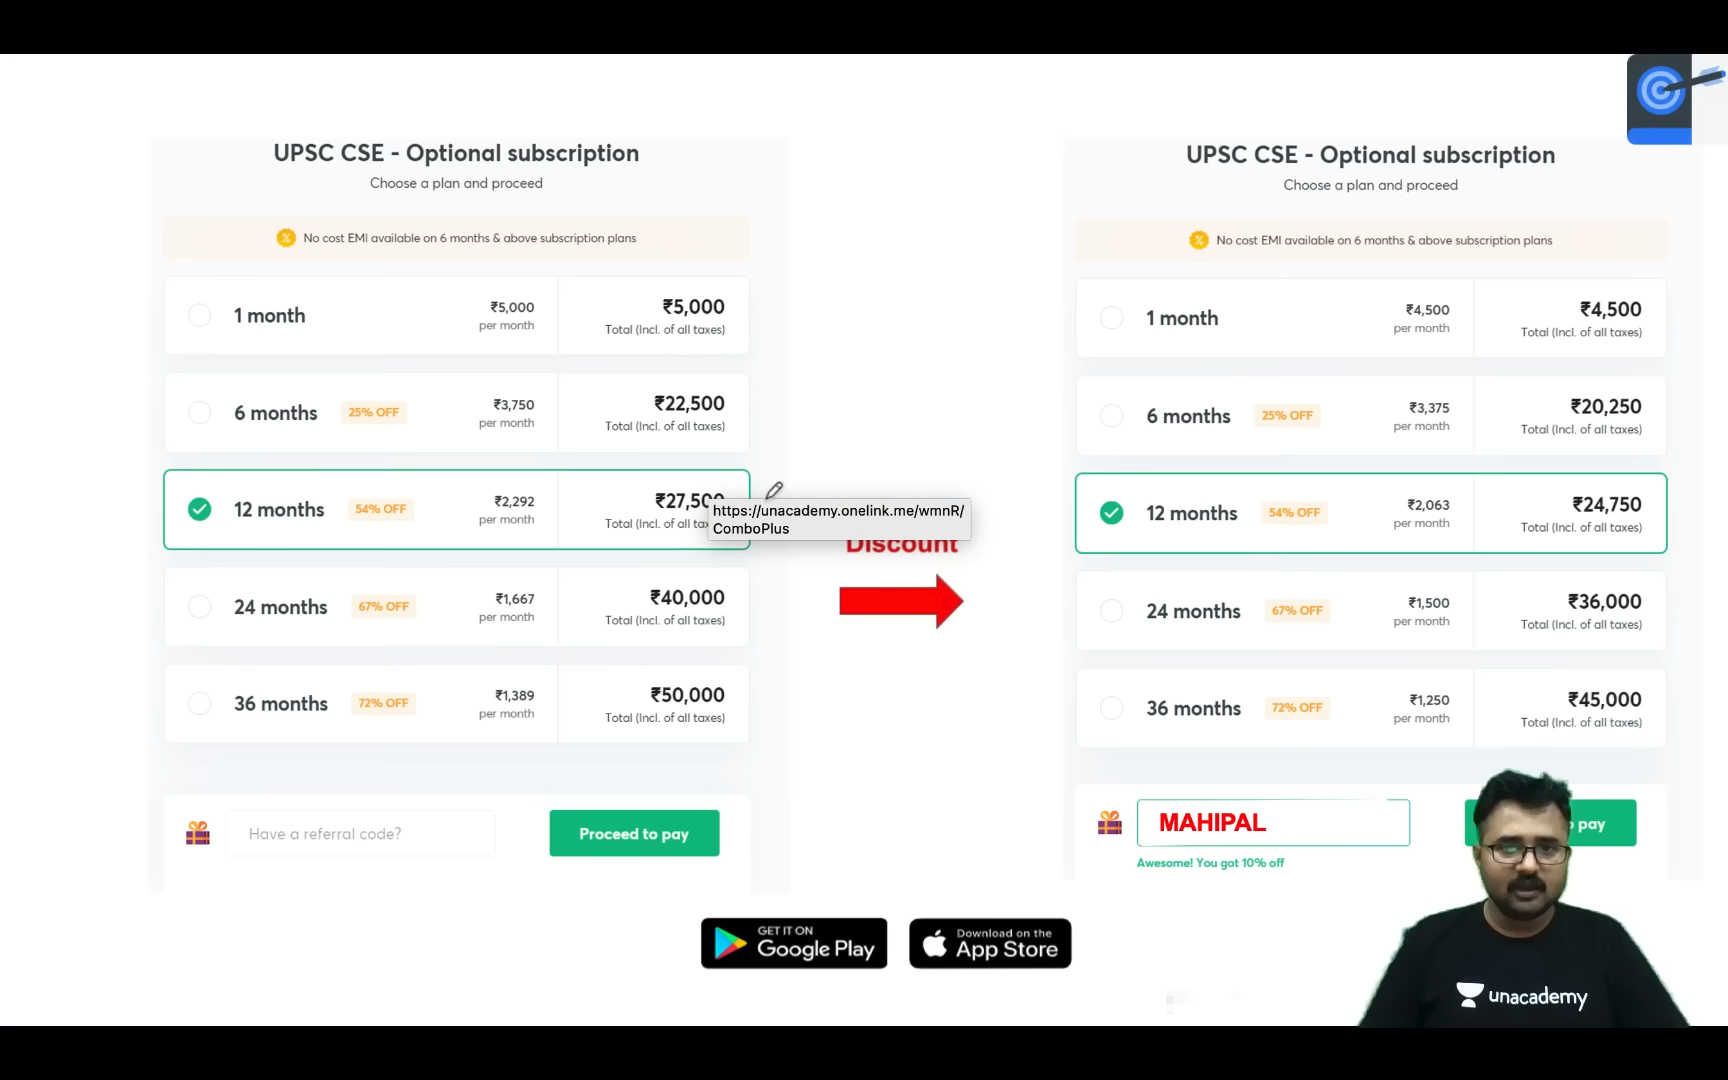 UPSC CSE - Optional subscription
Choose a plan and proceed
No cost EMI available on 6 months & above subscription plans
1 month
₹5,000
per month
₹5,000
Total (Incl. of all taxes)
6 months
25% OFF
₹3,750
per month
₹22,500
Total (Incl. of all taxes)
12 months
54% OFF
₹2,292
per month
₹27,500
Total (Incl. of all tax
24 months
67% OFF
₹1,667
per month
₹40,000
Total (Incl. of all taxes)
36 months
72% OFF
₹1,389
per month
₹50,000
Total (Incl. of all taxes)
Have a referral code?
Proceed to pay
https://unacademy.onelink.me/wmnR/
ComboPlus
Discount
UPSC CSE - Optional subscription
Choose a plan and proceed
No cost EMI available on 6 months & above subscription plans
1 month
₹4,500
per month
₹4,500
Total (Incl. of all taxes)
6 months
25% OFF
₹3,375
per month
₹20,250
Total (Incl. of all taxes)
12 months
54% OFF
₹2,063
per month
₹24,750
Total (Incl. of all taxes)
24 months
67% OFF
₹1,500
per month
₹36,000
Total (Incl. of all taxes)
36 months
72% OFF
₹1,250
per month
₹45,000
Total (Incl. of all taxes)
MAHIPAL
pay
Awesome! You got 10% off
GET IT ON
Google Play
Download on the
App Store
unacademy